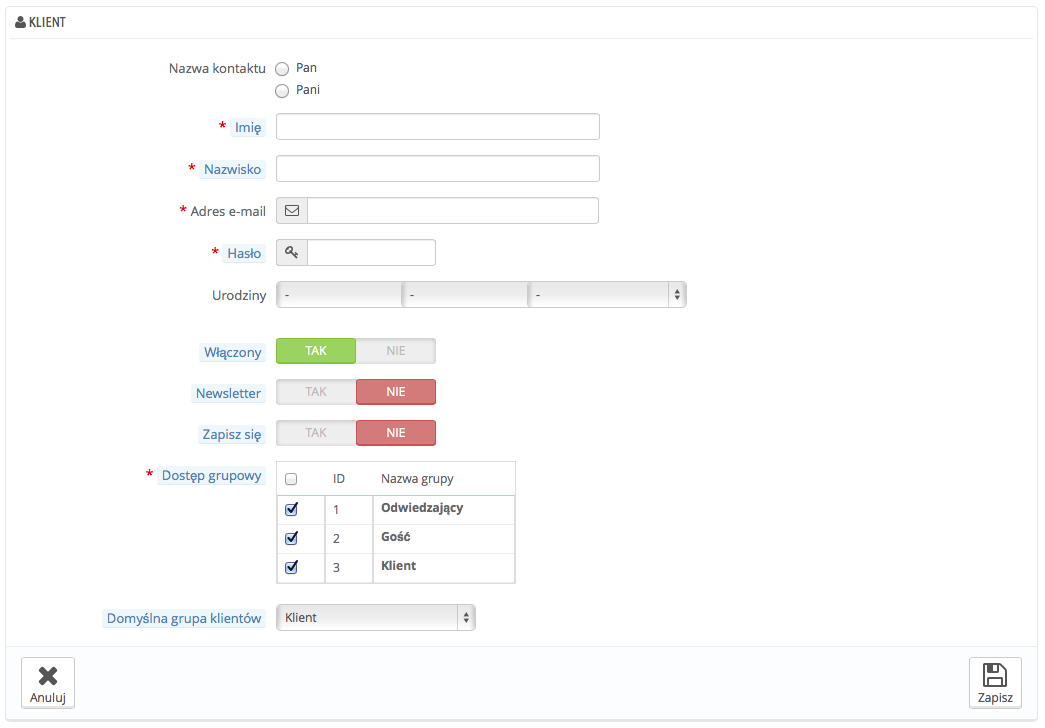 KLIENT
Nazwa kontaktu Pan
Pani
* Imię
* Nazwisko
* Adres e-mail
* Hasło
Urodziny - - -
Włączony TAK NIE
Newsletter TAK NIE
Zapisz się TAK NIE
* Dostęp grupowy ID Nazwa grupy
1 Odwiedzający
2 Gość
3 Klient
Domyślna grupa klientów Klient
Anuluj Zapisz